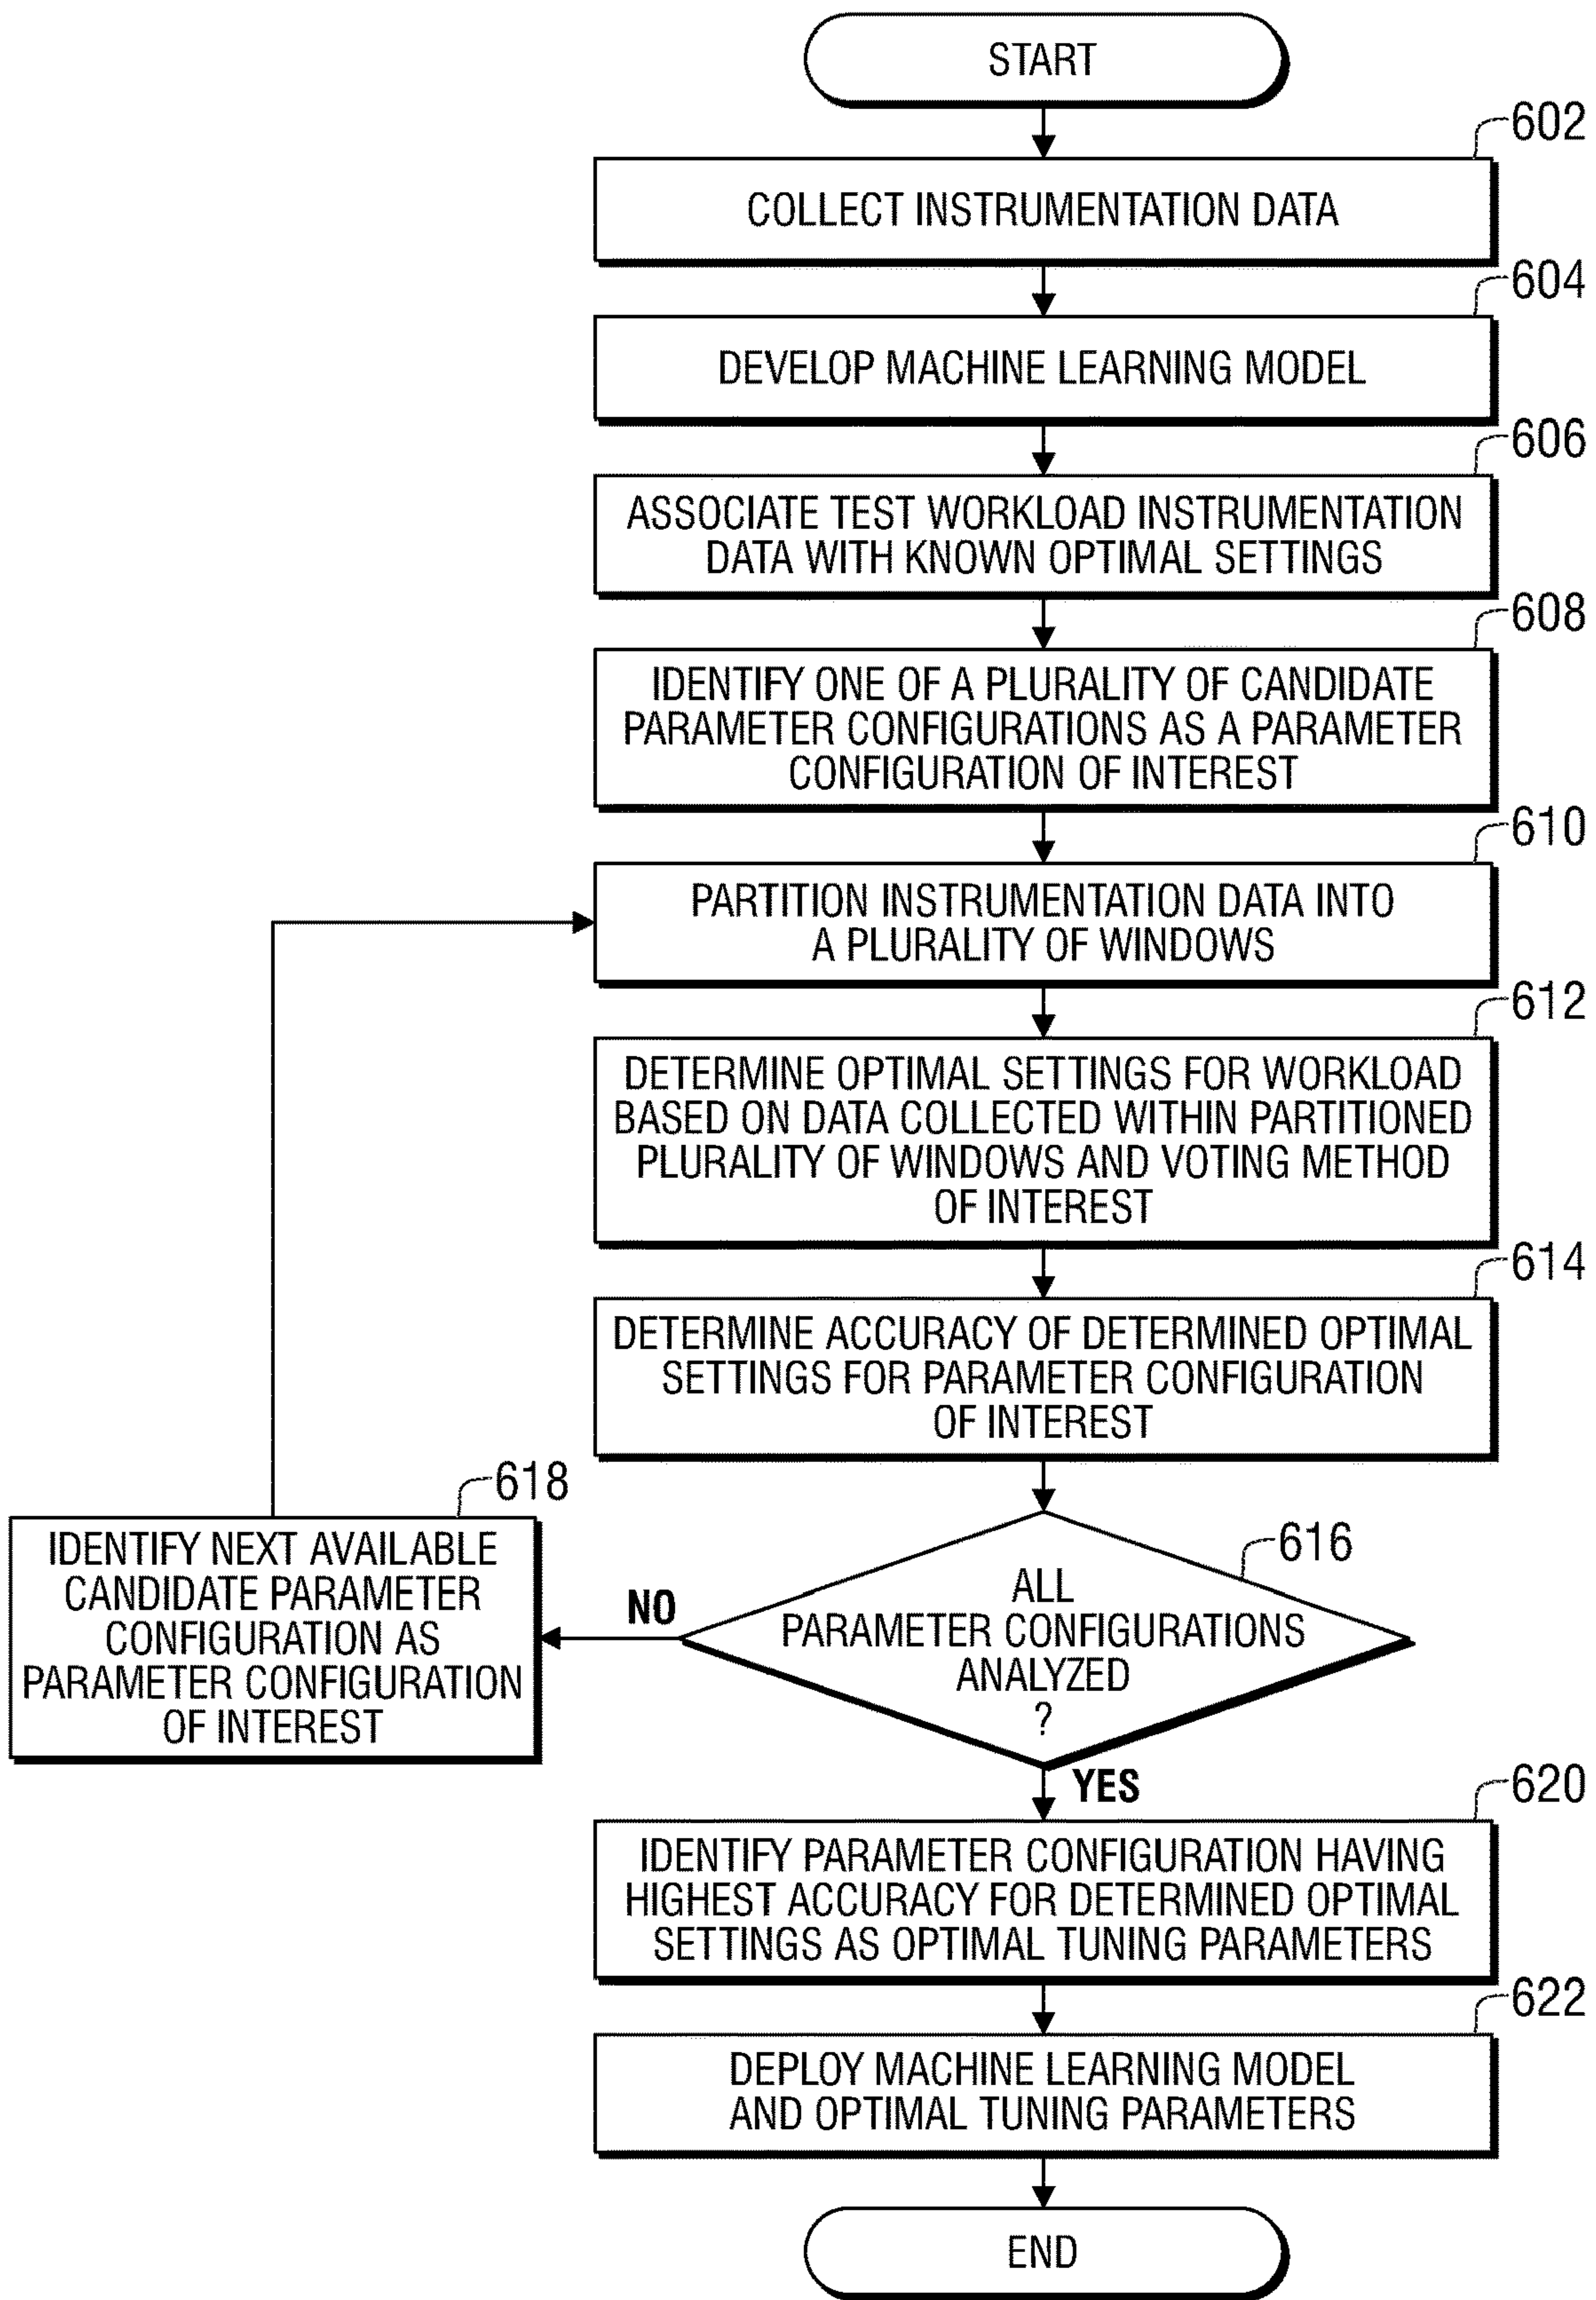 START
602
COLLECT INSTRUMENTATION DATA
604
DEVELOP MACHINE LEARNING MODEL
606
ASSOCIATE TEST WORKLOAD INSTRUMENTATION
DATA WITH KNOWN OPTIMAL SETTINGS
608
IDENTIFY ONE OF A PLURALITY OF CANDIDATE
PARAMETER CONFIGURATIONS AS A PARAMETER
CONFIGURATION OF INTEREST
610
PARTITION INSTRUMENTATION DATA INTO
A PLURALITY OF WINDOWS
612
DETERMINE OPTIMAL SETTINGS FOR WORKLOAD
BASED ON DATA COLLECTED WITHIN PARTITIONED
PLURALITY OF WINDOWS AND VOTING METHOD
OF INTEREST
614
DETERMINE ACCURACY OF DETERMINED OPTIMAL
SETTINGS FOR PARAMETER CONFIGURATION
OF INTEREST
616
ALL
PARAMETER CONFIGURATIONS
ANALYZED
?
NO
618
IDENTIFY NEXT AVAILABLE
CANDIDATE PARAMETER
CONFIGURATION AS
PARAMETER CONFIGURATION
OF INTEREST
YES
620
IDENTIFY PARAMETER CONFIGURATION HAVING
HIGHEST ACCURACY FOR DETERMINED OPTIMAL
SETTINGS AS OPTIMAL TUNING PARAMETERS
622
DEPLOY MACHINE LEARNING MODEL
AND OPTIMAL TUNING PARAMETERS
END